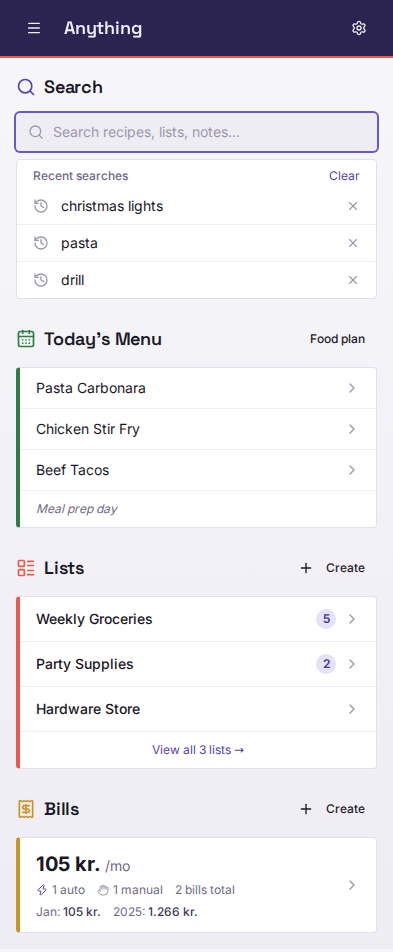 Anything
Search
Search recipes, lists, notes...
Recent searches Clear
christmas lights
pasta
drill
Today's Menu Food plan
Pasta Carbonara
Chicken Stir Fry
Beef Tacos
Meal prep day
Lists + Create
Weekly Groceries 5
Party Supplies 2
Hardware Store
View all 3 lists →
Bills + Create
105 kr. /mo
1 auto 1 manual 2 bills total
Jan: 105 kr. 2025: 1.266 kr.